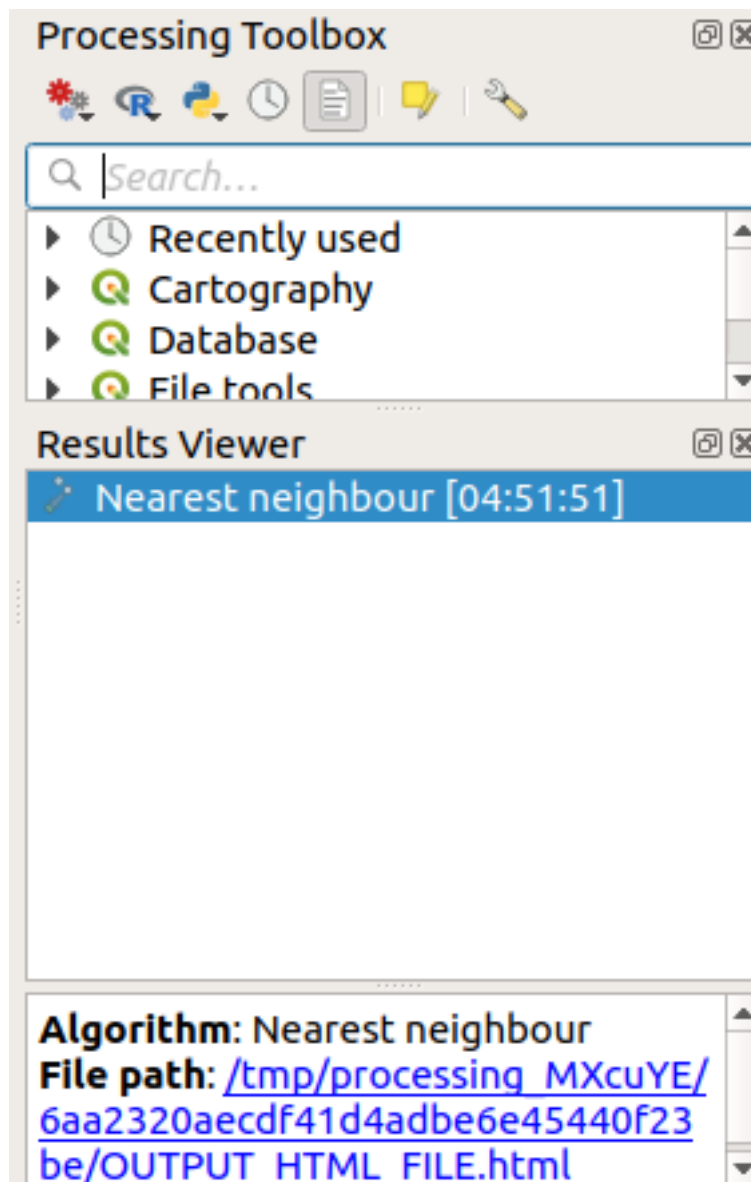 Processing Toolbox
Search...
Recently used
Cartography
Database
File tools
Results Viewer
Nearest neighbour [04:51:51]
Algorithm: Nearest neighbour
File path: /tmp/processing_MXcuYE/
6aa2320aecdf41d4adbe6e45440f23
be/OUTPUT_HTML_FILE.html